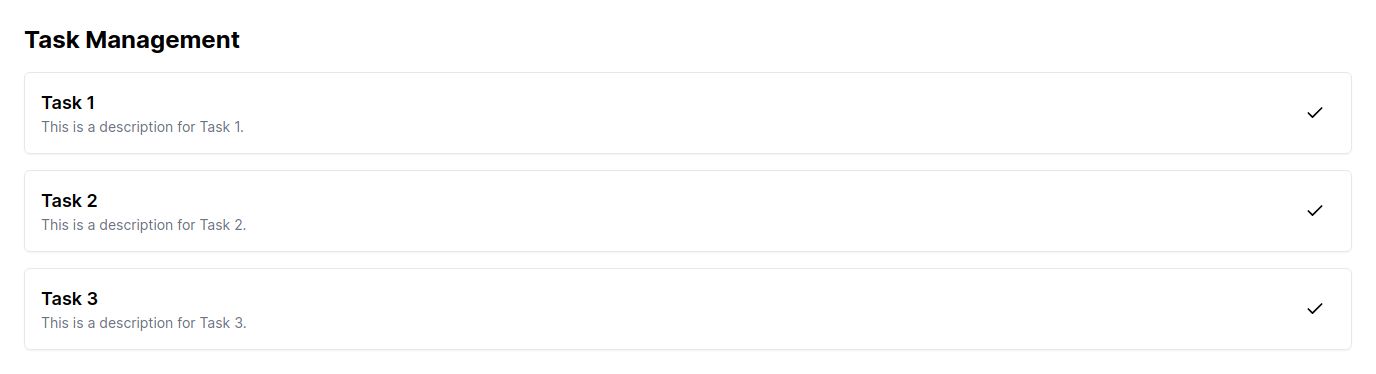 Task Management
Task 1
This is a description for Task 1.
Task 2
This is a description for Task 2.
Task 3
This is a description for Task 3.